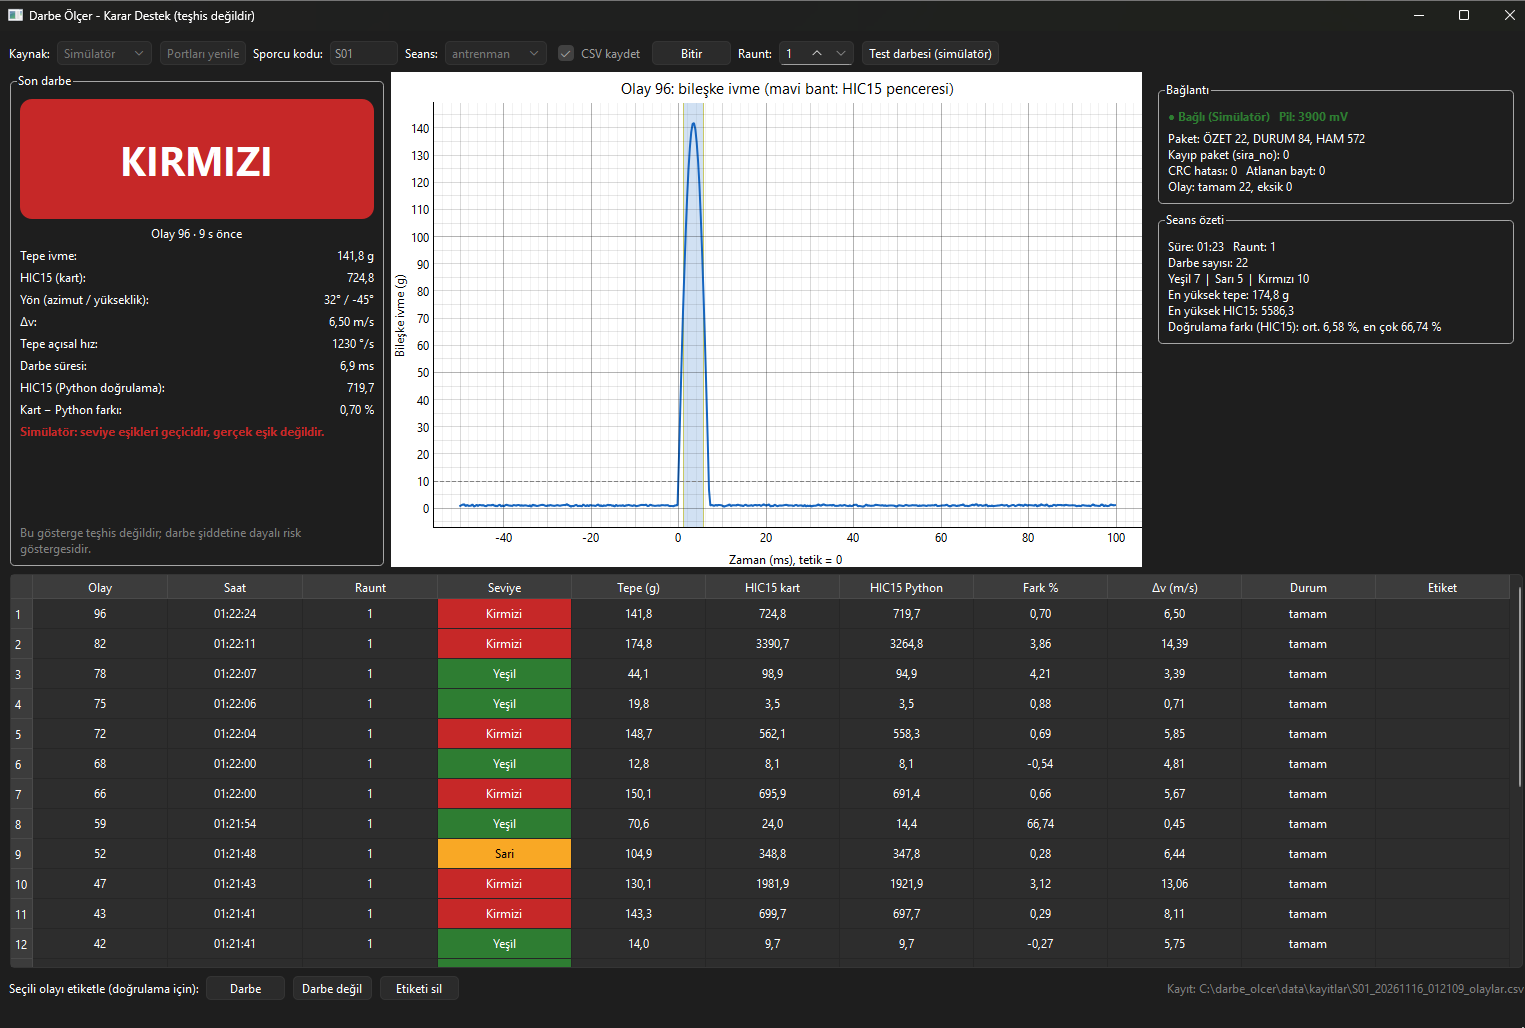 Darbe Ölçer - Karar Destek (teşhis değildir)
Kaynak: Simülatör Portları yenile Sporcu kodu: S01 Seans: antrenman CSV kaydet Bitir Raunt: 1 Test darbesi (simülatör)
Son darbe
KIRMIZI
Olay 96 · 9 s önce
Tepe ivme: 141,8 g
HIC15 (kart): 724,8
Yön (azimut / yükseklik): 32° / -45°
Δv: 6,50 m/s
Tepe açısal hız: 1230 °/s
Darbe süresi: 6,9 ms
HIC15 (Python doğrulama): 719,7
Kart − Python farkı: 0,70 %
Simülatör: seviye eşikleri geçicidir, gerçek eşik değildir.
Bu gösterge teşhis değildir; darbe şiddetine dayalı risk
göstergesidir.
Olay 96: bileşke ivme (mavi bant: HIC15 penceresi)
Bileşke ivme (g)
140
130
120
110
100
90
80
70
60
50
40
30
20
10
0
-40 -20 0 20 40 60 80 100
Zaman (ms), tetik = 0
Bağlantı
● Bağlı (Simülatör) Pil: 3900 mV
Paket: ÖZET 22, DURUM 84, HAM 572
Kayıp paket (sira_no): 0
CRC hatası: 0 Atlanan bayt: 0
Olay: tamam 22, eksik 0
Seans özeti
Süre: 01:23 Raunt: 1
Darbe sayısı: 22
Yeşil 7 | Sarı 5 | Kırmızı 10
En yüksek tepe: 174,8 g
En yüksek HIC15: 5586,3
Doğrulama farkı (HIC15): ort. 6,58 %, en çok 66,74 %
Olay Saat Raunt Seviye Tepe (g) HIC15 kart HIC15 Python Fark % Δv (m/s) Durum Etiket
1 96 01:22:24 1 Kirmizi 141,8 724,8 719,7 0,70 6,50 tamam
2 82 01:22:11 1 Kirmizi 174,8 3390,7 3264,8 3,86 14,39 tamam
3 78 01:22:07 1 Yeşil 44,1 98,9 94,9 4,21 3,39 tamam
4 75 01:22:06 1 Yeşil 19,8 3,5 3,5 0,88 0,71 tamam
5 72 01:22:04 1 Kirmizi 148,7 562,1 558,3 0,69 5,85 tamam
6 68 01:22:00 1 Yeşil 12,8 8,1 8,1 -0,54 4,81 tamam
7 66 01:22:00 1 Kirmizi 150,1 695,9 691,4 0,66 5,67 tamam
8 59 01:21:54 1 Yeşil 70,6 24,0 14,4 66,74 0,45 tamam
9 52 01:21:48 1 Sari 104,9 348,8 347,8 0,28 6,44 tamam
10 47 01:21:43 1 Kirmizi 130,1 1981,9 1921,9 3,12 13,06 tamam
11 43 01:21:41 1 Kirmizi 143,3 699,7 697,7 0,29 8,11 tamam
12 42 01:21:41 1 Yeşil 14,0 9,7 9,7 -0,27 5,75 tamam
Seçili olayı etiketle (doğrulama için): Darbe Darbe değil Etiketi sil
Kayıt: C:\darbe_olcer\data\kayitlar\S01_20261116_012109_olaylar.csv